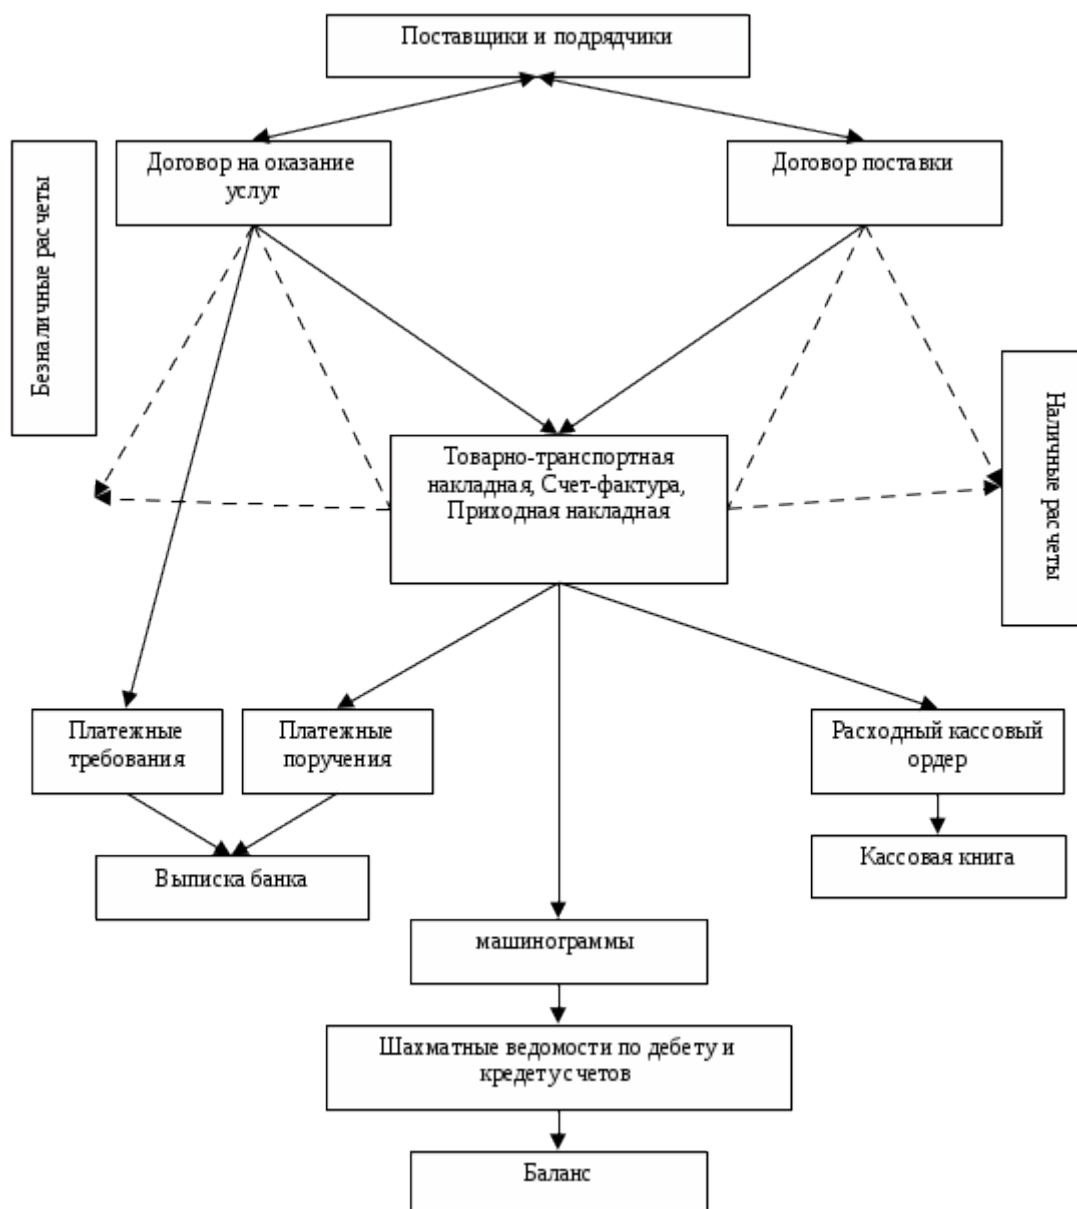 Поставщики и подрядчики
Договор на оказание
услуг
Договор поставки
Безналичные расчеты
Наличные расчеты
Товарно-транспортная
накладная, Счет-фактура,
Приходная накладная
Платежные
требования
Платежные
поручения
Расходный кассовый
ордер
Выписка банка
Кассовая книга
машинограммы
Шахматные ведомости по дебету и
кредету счетов
Баланс